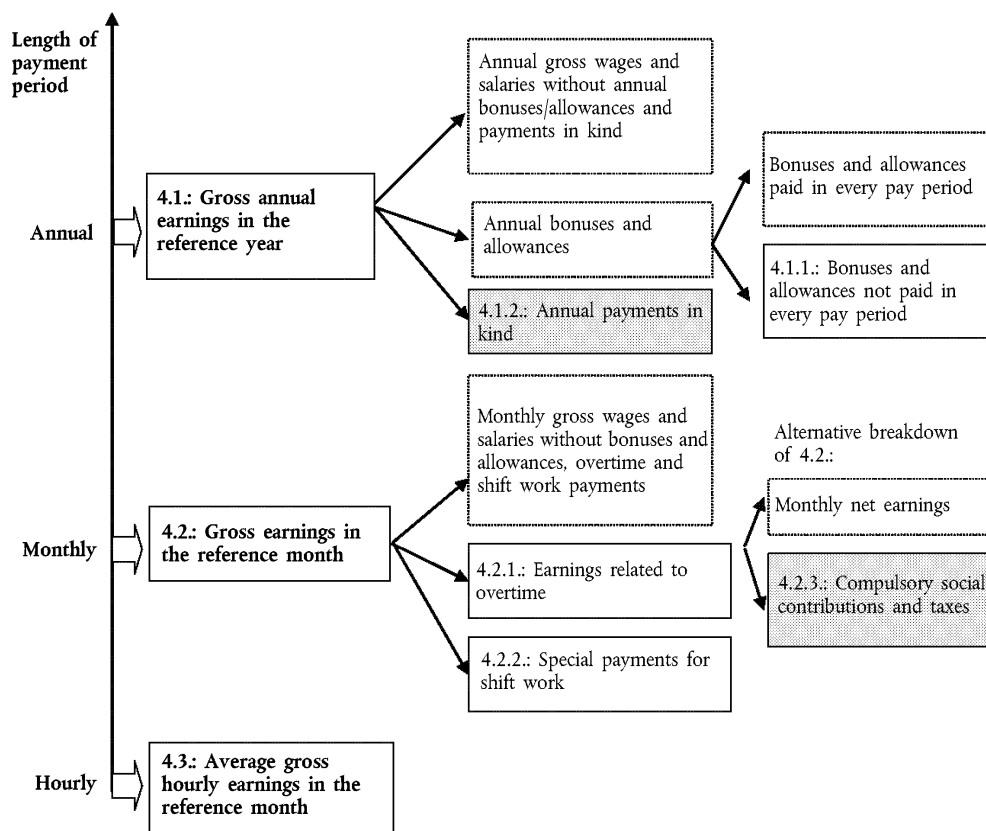 Length of
payment
period
Annual gross wages and
salaries without annual
bonuses/allowances and
payments in kind
Bonuses and allowances
paid in every pay period
Annual
4.1.: Gross annual
earnings in the
reference year
Annual bonuses and
allowances
4.1.1.: Bonuses and
allowances not paid in
every pay period
4.1.2.: Annual payments in
kind
Monthly gross wages and
salaries without bonuses and
allowances, overtime and
shift work payments
Alternative breakdown
of 4.2.:
Monthly net earnings
Monthly
4.2.: Gross earnings in
the reference month
4.2.1.: Earnings related to
overtime
4.2.3.: Compulsory social
contributions and taxes
4.2.2.: Special payments for
shift work
Hourly
4.3.: Average gross
hourly earnings in the
reference month